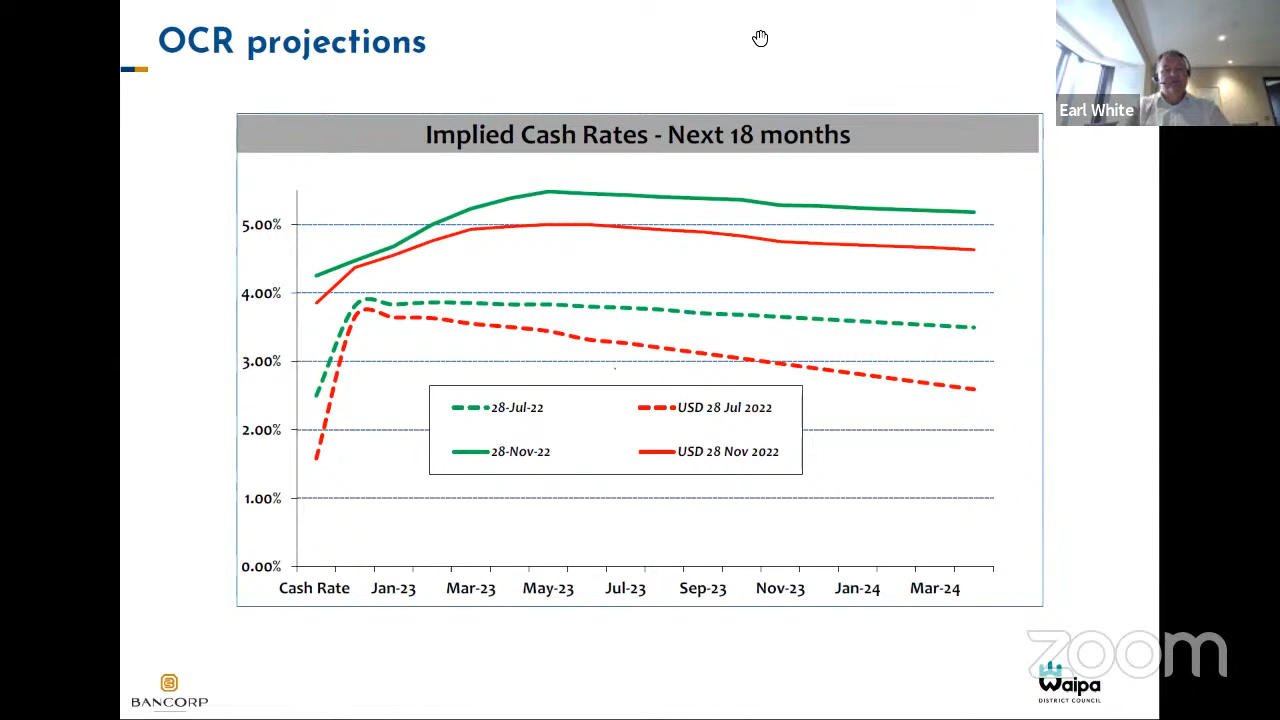 OCR projections
Earl White
Implied Cash Rates - Next 18 months
5.00%
4.00%
3.00%
2.00%
1.00%
0.00%
28-Jul-22
USD 28 Jul 2022
28-Nov-22
USD 28 Nov 2022
Cash Rate Jan-23 Mar-23 May-23 Jul-23 Sep-23 Nov-23 Jan-24 Mar-24
zoom
BANCORP
Waipa
DISTRICT COUNCIL